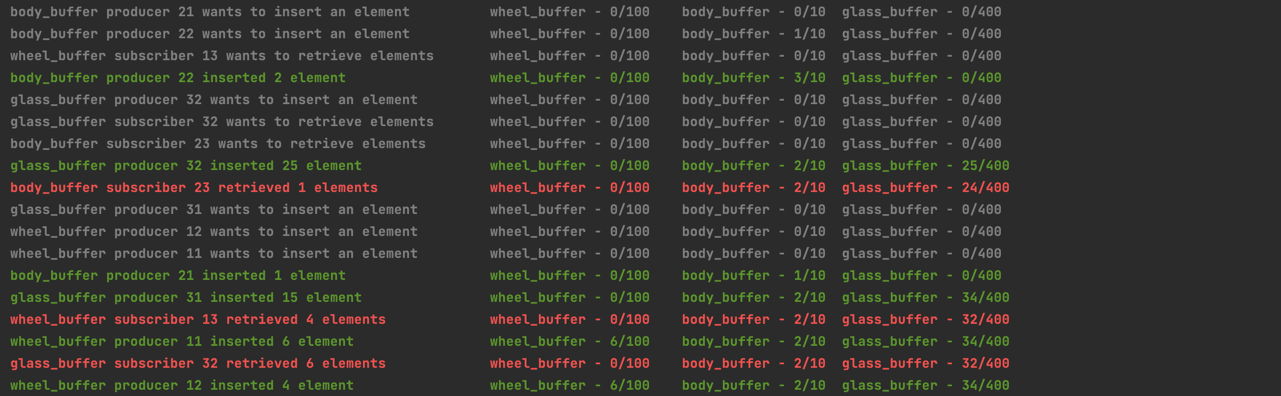 body_buffer producer 21 wants to insert an element wheel_buffer - 0/100 body_buffer - 0/10 glass_buffer - 0/400
body_buffer producer 22 wants to insert an element wheel_buffer - 0/100 body_buffer - 1/10 glass_buffer - 0/400
wheel_buffer subscriber 13 wants to retrieve elements wheel_buffer - 0/100 body_buffer - 0/10 glass_buffer - 0/400
body_buffer producer 22 inserted 2 element wheel_buffer - 0/100 body_buffer - 3/10 glass_buffer - 0/400
glass_buffer producer 32 wants to insert an element wheel_buffer - 0/100 body_buffer - 0/10 glass_buffer - 0/400
glass_buffer subscriber 32 wants to retrieve elements wheel_buffer - 0/100 body_buffer - 0/10 glass_buffer - 0/400
body_buffer subscriber 23 wants to retrieve elements wheel_buffer - 0/100 body_buffer - 0/10 glass_buffer - 0/400
glass_buffer producer 32 inserted 25 element wheel_buffer - 0/100 body_buffer - 2/10 glass_buffer - 25/400
body_buffer subscriber 23 retrieved 1 elements wheel_buffer - 0/100 body_buffer - 2/10 glass_buffer - 24/400
glass_buffer producer 31 wants to insert an element wheel_buffer - 0/100 body_buffer - 0/10 glass_buffer - 0/400
wheel_buffer producer 12 wants to insert an element wheel_buffer - 0/100 body_buffer - 0/10 glass_buffer - 0/400
wheel_buffer producer 11 wants to insert an element wheel_buffer - 0/100 body_buffer - 0/10 glass_buffer - 0/400
body_buffer producer 21 inserted 1 element wheel_buffer - 0/100 body_buffer - 1/10 glass_buffer - 0/400
glass_buffer producer 31 inserted 15 element wheel_buffer - 0/100 body_buffer - 2/10 glass_buffer - 34/400
wheel_buffer subscriber 13 retrieved 4 elements wheel_buffer - 0/100 body_buffer - 2/10 glass_buffer - 32/400
wheel_buffer producer 11 inserted 6 element wheel_buffer - 6/100 body_buffer - 2/10 glass_buffer - 34/400
glass_buffer subscriber 32 retrieved 6 elements wheel_buffer - 0/100 body_buffer - 2/10 glass_buffer - 32/400
wheel_buffer producer 12 inserted 4 element wheel_buffer - 6/100 body_buffer - 2/10 glass_buffer - 34/400